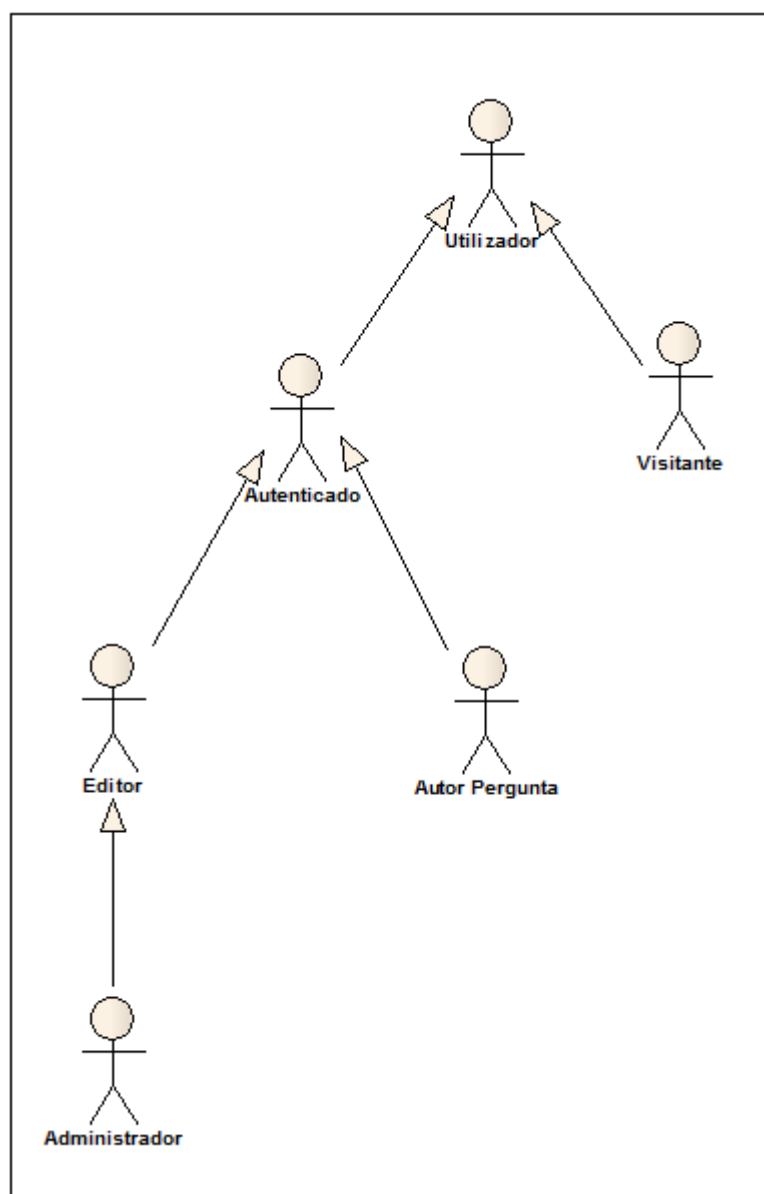 Utilizador
Visitante
Autenticado
Editor
Autor Pergunta
Administrador